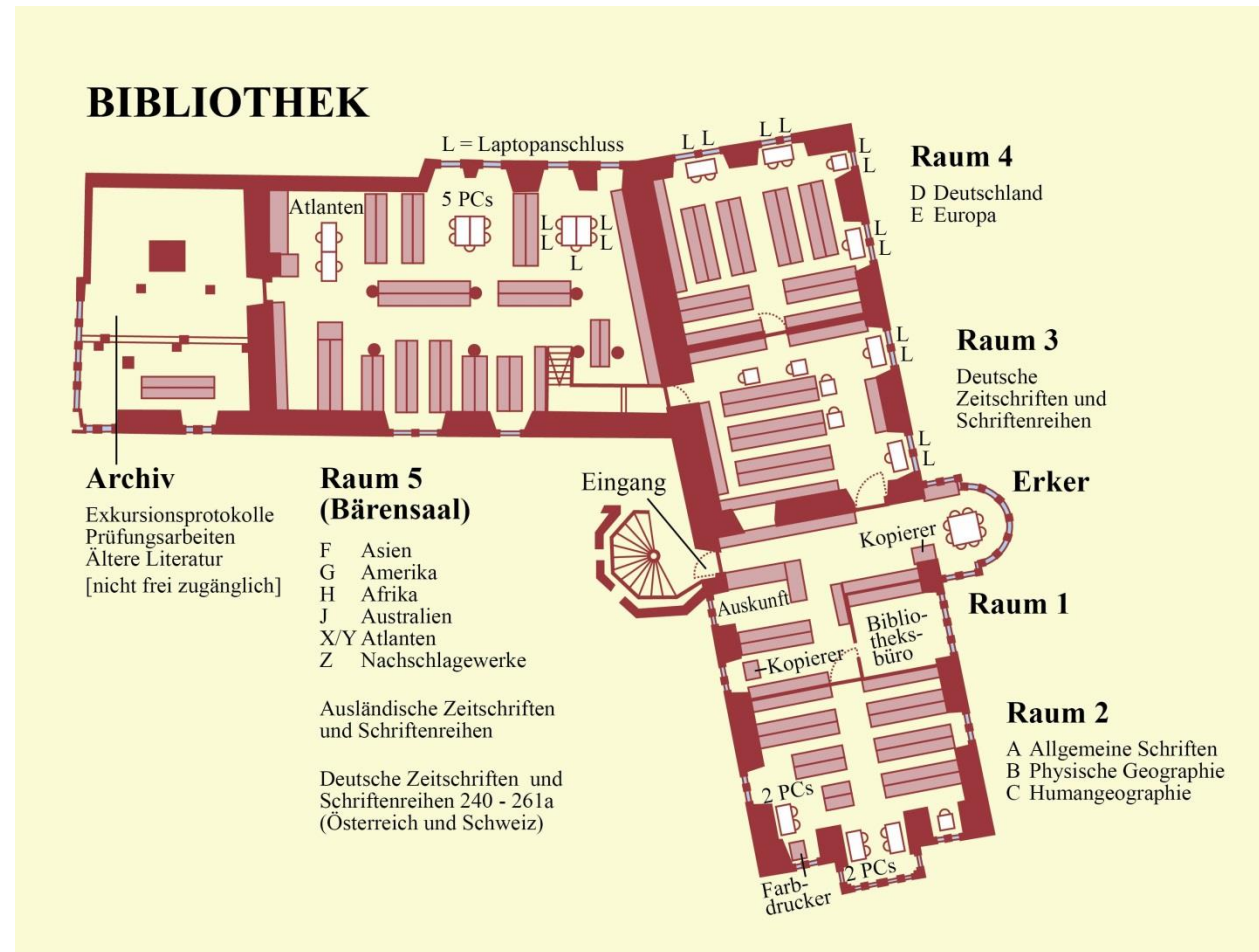 BIBLIOTHEK
L = Laptopanschluss
L L
L L
L
L
Raum 4
D Deutschland
E Europa
Atlanten
5 PCs
L
L
L
L
L
L
L
L
L
Raum 3
Deutsche
Zeitschriften und
Schriftenreihen
L
L
Archiv
Exkursionsprotokolle
Prüfungsarbeiten
Ältere Literatur
[nicht frei zugänglich]
Raum 5
(Bärensaal)
F Asien
G Amerika
H Afrika
J Australien
X/Y Atlanten
Z Nachschlagewerke
Ausländische Zeitschriften
und Schriftenreihen
Deutsche Zeitschriften und
Schriftenreihen 240 - 261a
(Österreich und Schweiz)
Eingang
Erker
Kopierer
Auskunft
Raum 1
Biblio-
theks-
büro
Kopierer
Raum 2
A Allgemeine Schriften
B Physische Geographie
C Humangeographie
2 PCs
2 PCs
Farb-
drucker